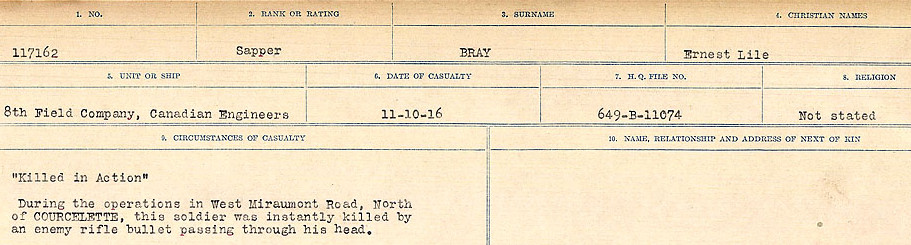 1. NO. 2. RANK OR RATING 3. SURNAME 4. CHRISTIAN NAMES
117162 Sapper BRAY Ernest Lile
5. UNIT OR SHIP 6. DATE OF CASUALTY 7. H. Q. FILE NO. 8. RELIGION
8th Field Company, Canadian Engineers 11-10-16 649-B-11074 Not stated
9. CIRCUMSTANCES OF CASUALTY 10. NAME, RELATIONSHIP AND ADDRESS OF NEXT OF KIN
"Killed in Action"
During the operations in West Miraumont Road, North
of COURCELETTE, this soldier was instantly killed by
an enemy rifle bullet passing through his head.